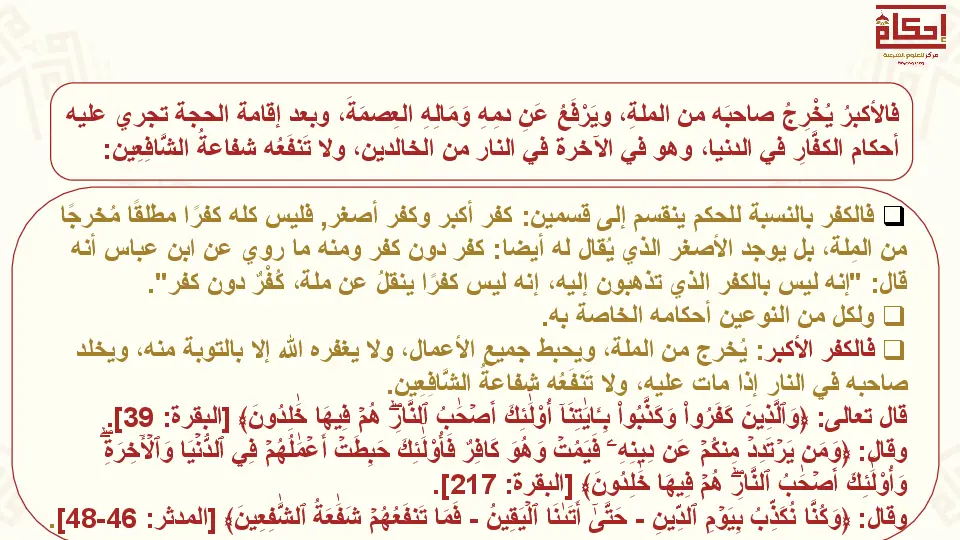 إحكام
مركز للعلوم الشرعية
فالأكبرُ يُخْرِجُ صاحبَه من الملةِ، ويَرْفَعُ عَنِ دمِهِ وَمَالِهِ العِصمَةَ، وبعد إقامة الحجة تجري عليه
أحكام الكفَّارِ في الدنيا، وهو في الآخرة في النار من الخالدين، ولا تَنفَعُه شفاعةُ الشَّافِعِين:
❑ فالكفر بالنسبة للحكم ينقسم إلى قسمين: كفر أكبر وكفر أصغر, فليس كله كفرًا مطلقًا مُخرجًا
من المِلة، بل يوجد الأصغر الذي يُقال له أيضا: كفر دون كفر ومنه ما روي عن ابن عباس أنه
قال: "إنه ليس بالكفر الذي تذهبون إليه، إنه ليس كفرًا ينقلُ عن ملة، كُفْرٌ دون كفر".
❑ ولكل من النوعين أحكامه الخاصة به.
❑ فالكفر الأكبر: يُخرج من الملة، ويحبط جميع الأعمال، ولا يغفره الله إلا بالتوبة منه، ويخلد
صاحبه في النار إذا مات عليه، ولا تَنفَعُه شفاعةُ الشَّافِعِين.
قال تعالى: ﴿وَٱلَّذِينَ كَفَرُواْ وَكَذَّبُواْ بِـَٔايَٰتِنَآ أُوْلَٰٓئِكَ أَصۡحَٰبُ ٱلنَّارِۖ هُمۡ فِيهَا خَٰلِدُونَ﴾ [البقرة: 39].
وقال: ﴿وَمَن يَرۡتَدِدۡ مِنكُمۡ عَن دِينِهِۦ فَيَمُتۡ وَهُوَ كَافِرٞ فَأُوْلَٰٓئِكَ حَبِطَتۡ أَعۡمَٰلُهُمۡ فِي ٱلدُّنۡيَا وَٱلۡأٓخِرَةِۖ
وَأُوْلَٰٓئِكَ أَصۡحَٰبُ ٱلنَّارِۖ هُمۡ فِيهَا خَٰلِدُونَ﴾ [البقرة: 217].
وقال: ﴿وَكُنَّا نُكَذِّبُ بِيَوۡمِ ٱلدِّينِ - حَتَّىٰٓ أَتَىٰنَا ٱلۡيَقِينُ - فَمَا تَنفَعُهُمۡ شَفَٰعَةُ ٱلشَّٰفِعِينَ﴾ [المدثر: 46-48].